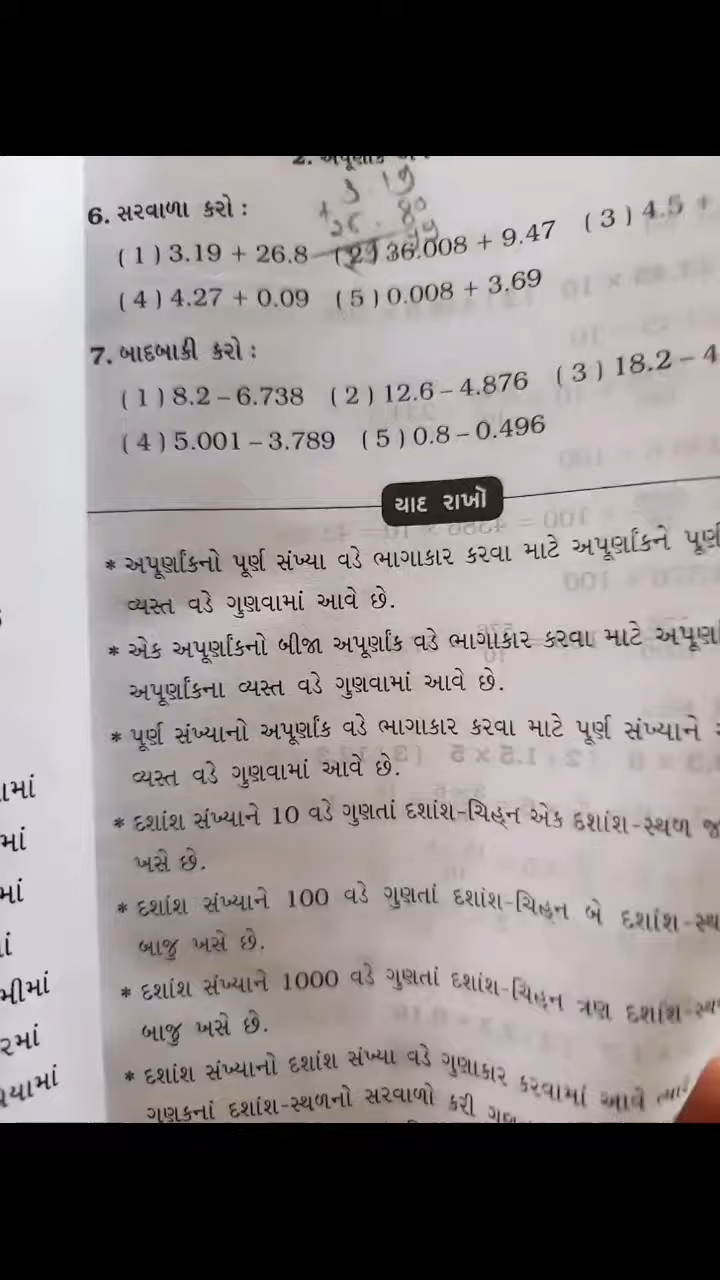 3.19
+
6. સરવાળા કરો :
(1) 3.19 + 26.8 (2) 36.008 + 9.47 (3) 4.5 +
(4) 4.27 + 0.09 (5) 0.008 + 3.69
7. બાદબાકી કરો :
(1) 8.2 – 6.738 (2) 12.6 – 4.876 (3) 18.2 – 4
(4) 5.001 – 3.789 (5) 0.8 – 0.496
યાદ રાખો
* અપૂર્ણાંકનો પૂર્ણ સંખ્યા વડે ભાગાકાર કરવા માટે અપૂર્ણાંકને પૂર્ણ
વ્યસ્ત વડે ગુણવામાં આવે છે.
* એક અપૂર્ણાંકનો બીજા અપૂર્ણાંક વડે ભાગાકાર કરવા માટે
અપૂર્ણાંકના વ્યસ્ત વડે ગુણવામાં આવે છે.
* પૂર્ણ સંખ્યાનો અપૂર્ણાંક વડે ભાગાકાર કરવા માટે પૂર્ણ સંખ્યાને
વ્યસ્ત વડે ગુણવામાં આવે છે.
* દશાંશ સંખ્યાને 10 વડે ગુણતાં દશાંશ-ચિહ્ન એક દશાંશ-સ્થળ
ખસે છે.
* દશાંશ સંખ્યાને 100 વડે ગુણતાં દશાંશ-ચિહ્ન બે
બાજુ ખસે છે.
* દશાંશ સંખ્યાને 1000 વડે ગુણતાં દશાંશ-ચિહ્ન ત્રણ
બાજુ ખસે છે.
* દશાંશ સંખ્યાનો દશાંશ સંખ્યા વડે ગુણાકાર કરવામાં આવે
ગુણકનાં દશાંશ-સ્થળનો સરવાળો કરી